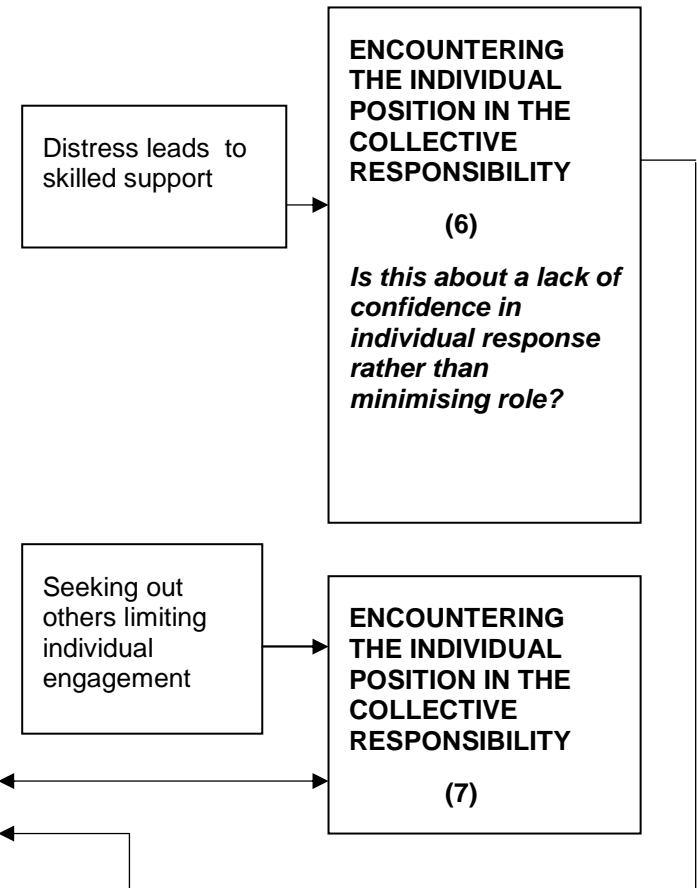 Distress leads  to
skilled support
ENCOUNTERING
THE INDIVIDUAL
POSITION IN THE
COLLECTIVE
RESPONSIBILITY
(6)
Is this about a lack of
confidence in
individual response
rather than
minimising role?
Seeking out
others limiting
individual
engagement
ENCOUNTERING
THE INDIVIDUAL
POSITION IN THE
COLLECTIVE
RESPONSIBILITY
(7)